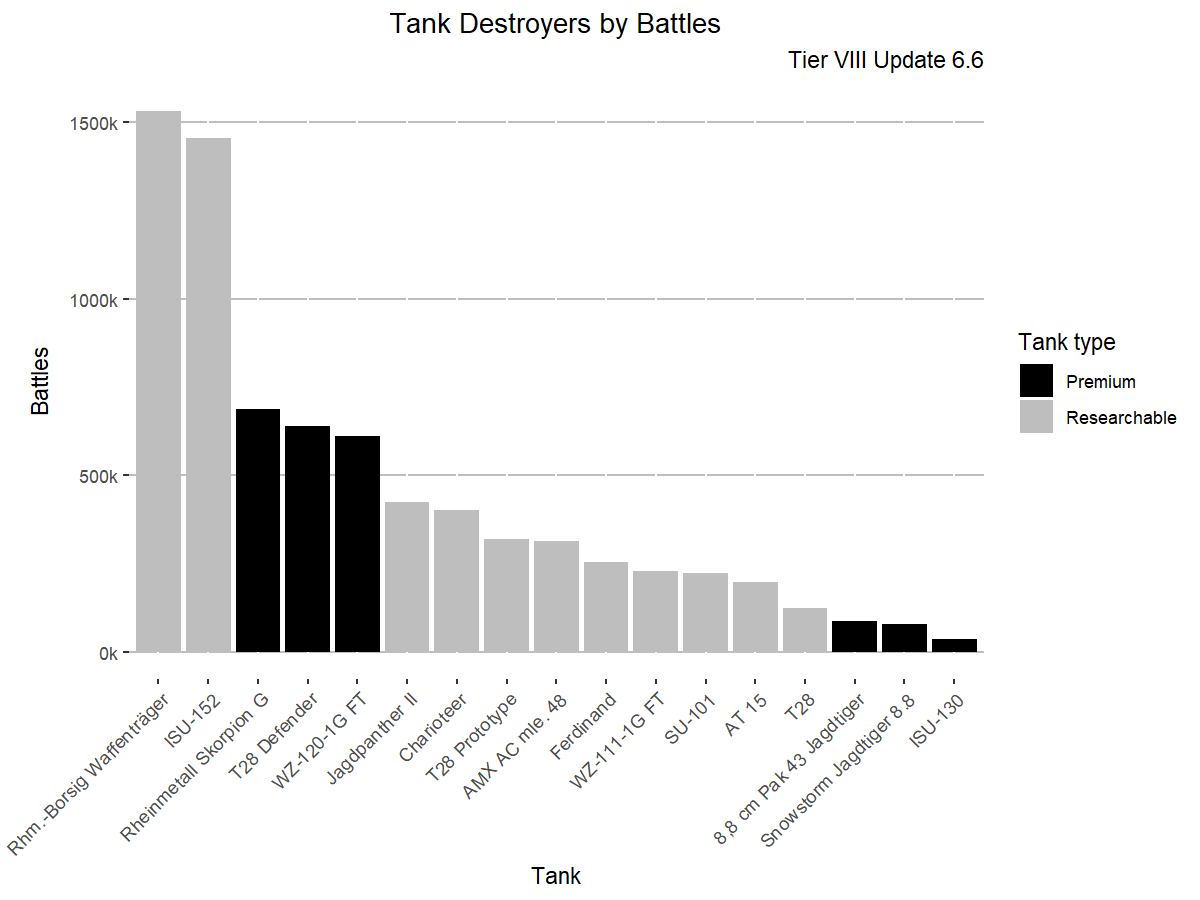 Tank Destroyers by Battles
Tier VIII Update 6.6
1500k
1000k
500k
0k
Battles
Rhm.-Borsig Waffenträger
ISU-152
Rheinmetall Skorpion G
T28 Defender
WZ-120-1G FT
Jagdpanther II
Charioteer
T28 Prototype
AMX AC mle. 48
Ferdinand
WZ-111-1G FT
SU-101
AT 15
T28
8,8 cm Pak 43 Jagdtiger
Snowstorm Jagdtiger 8.8
ISU-130
Tank
Tank type
Premium
Researchable